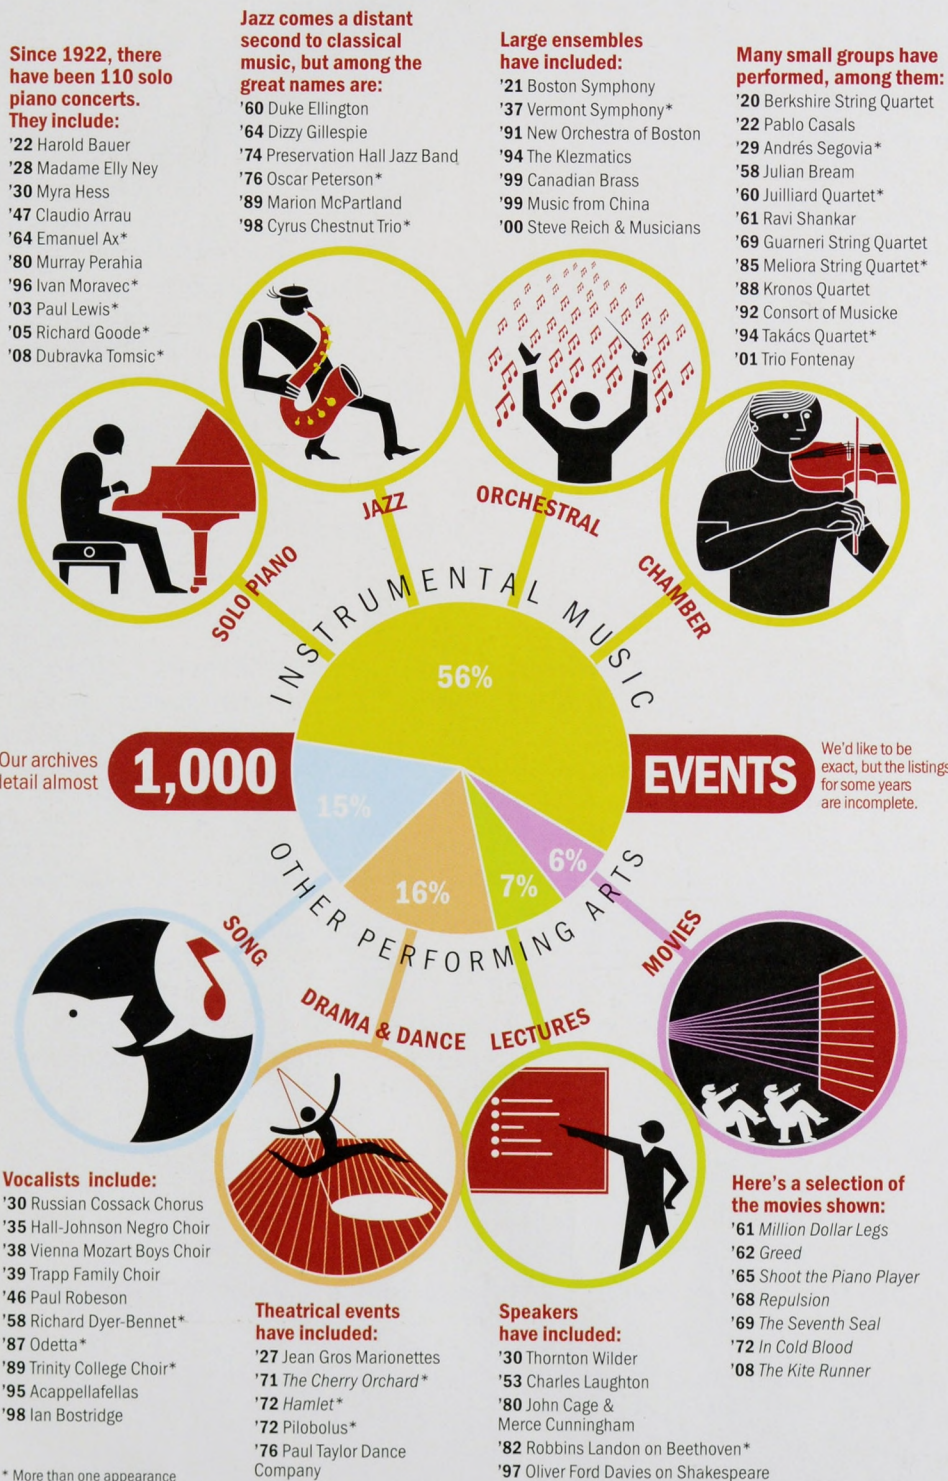 Since 1922, there
have been 110 solo
piano concerts.
They include:
'22 Harold Bauer
'28 Madame Elly Ney
'30 Myra Hess
'47 Claudio Arrau
'64 Emanuel Ax*
'80 Murray Perahia
'96 Ivan Moravec*
'03 Paul Lewis*
'05 Richard Goode*
'08 Dubravka Tomsic*
Jazz comes a distant
second to classical
music, but among the
great names are:
'60 Duke Ellington
'64 Dizzy Gillespie
'74 Preservation Hall Jazz Band
'76 Oscar Peterson*
'89 Marion McPartland
'98 Cyrus Chestnut Trio*
Large ensembles
have included:
'21 Boston Symphony
'37 Vermont Symphony*
'91 New Orchestra of Boston
'94 The Klezmatics
'99 Canadian Brass
'99 Music from China
'00 Steve Reich & Musicians
Many small groups have
performed, among them:
'20 Berkshire String Quartet
'22 Pablo Casals
'29 Andrés Segovia*
'58 Julian Bream
'60 Juilliard Quartet*
'61 Ravi Shankar
'69 Guarneri String Quartet
'85 Meliora String Quartet*
'88 Kronos Quartet
'92 Consort of Musicke
'94 Takács Quartet*
'01 Trio Fontenay
SOLO PIANO
JAZZ
ORCHESTRAL
CHAMBER
INSTRUMENTAL MUSIC
56%
Our archives
detail almost
1,000
EVENTS
We'd like to be
exact, but the listings
for some years
are incomplete.
15%
16%
7%
6%
OTHER PERFORMING ARTS
SONG
DRAMA & DANCE
LECTURES
MOVIES
Vocalists include:
'30 Russian Cossack Chorus
'35 Hall-Johnson Negro Choir
'38 Vienna Mozart Boys Choir
'39 Trapp Family Choir
'46 Paul Robeson
'58 Richard Dyer-Bennet*
'87 Odetta*
'89 Trinity College Choir*
'95 Acappellafellas
'98 Ian Bostridge
* More than one appearance
Theatrical events
have included:
'27 Jean Gros Marionettes
'71 The Cherry Orchard*
'72 Hamlet*
'72 Pilobolus*
'76 Paul Taylor Dance
Company
Speakers
have included:
'30 Thornton Wilder
'53 Charles Laughton
'80 John Cage &
Merce Cunningham
'82 Robbins Landon on Beethoven*
'97 Oliver Ford Davies on Shakespeare
Here's a selection of
the movies shown:
'61 Million Dollar Legs
'62 Greed
'65 Shoot the Piano Player
'68 Repulsion
'69 The Seventh Seal
'72 In Cold Blood
'08 The Kite Runner